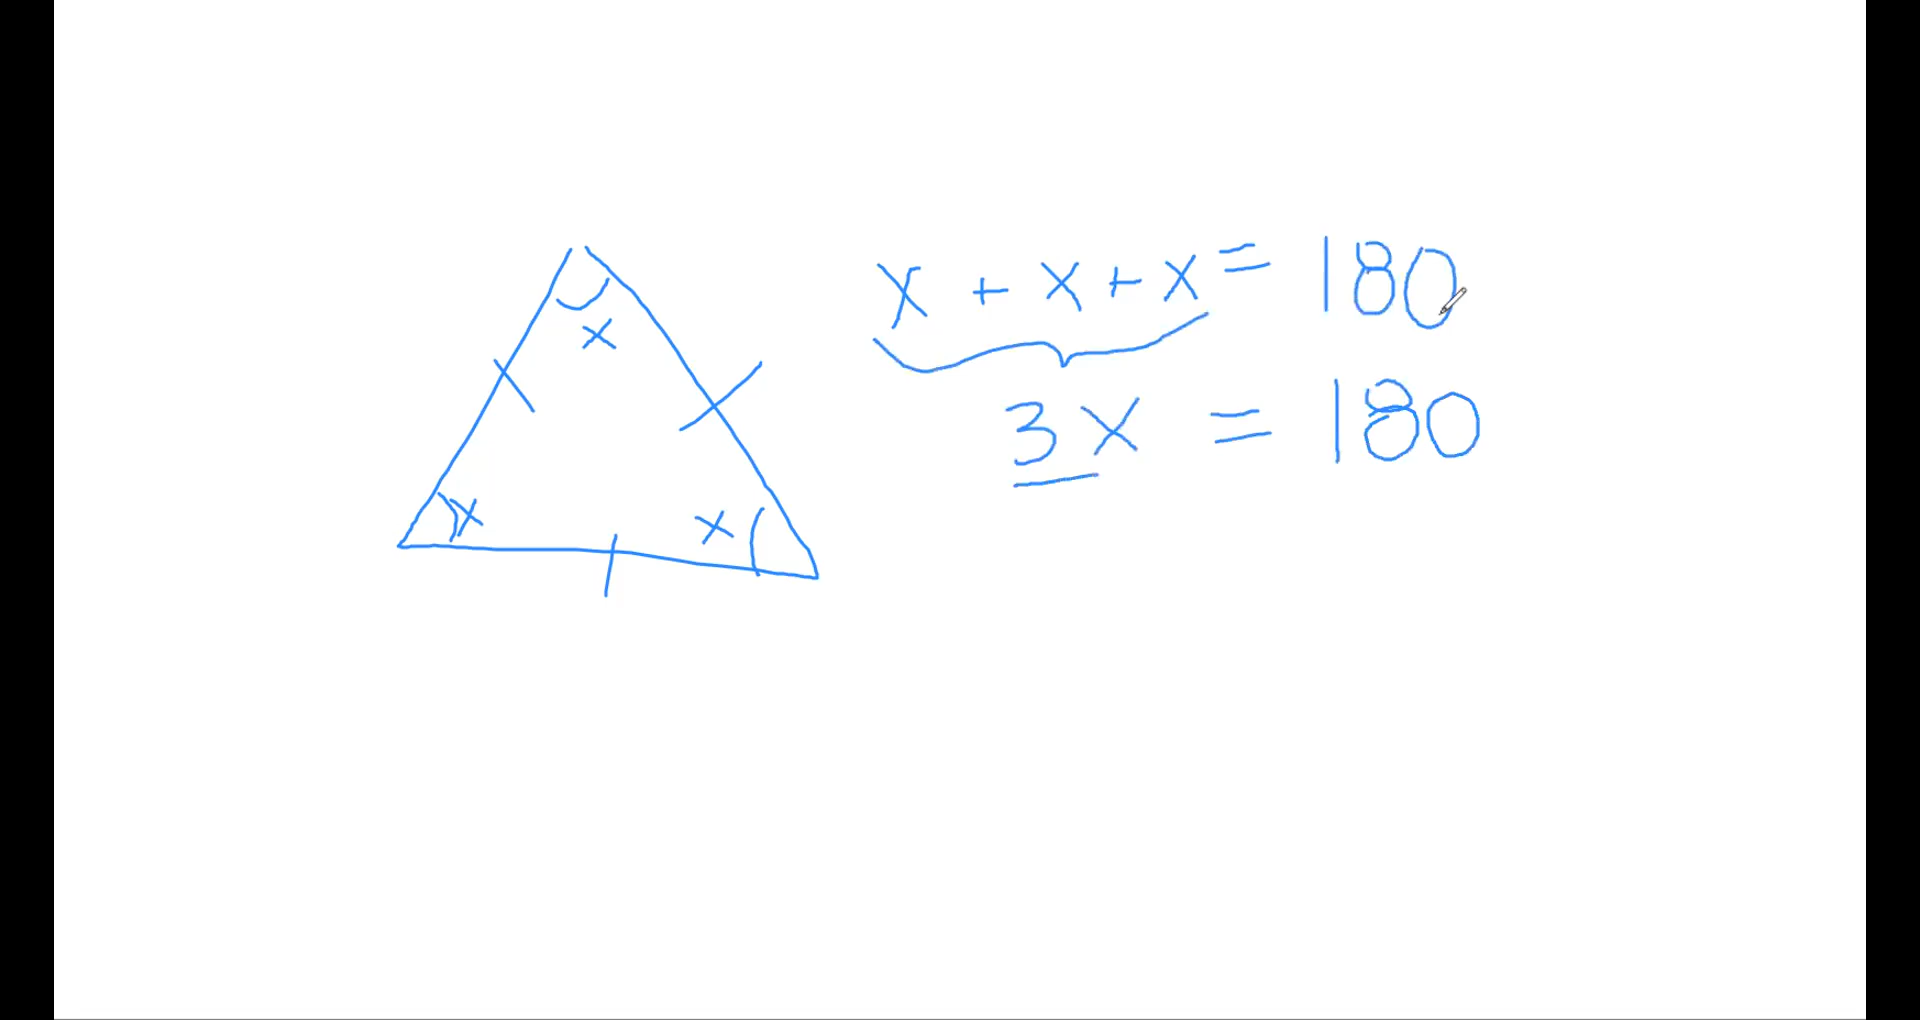 x + x + x = 180
x
3x = 180
x
x